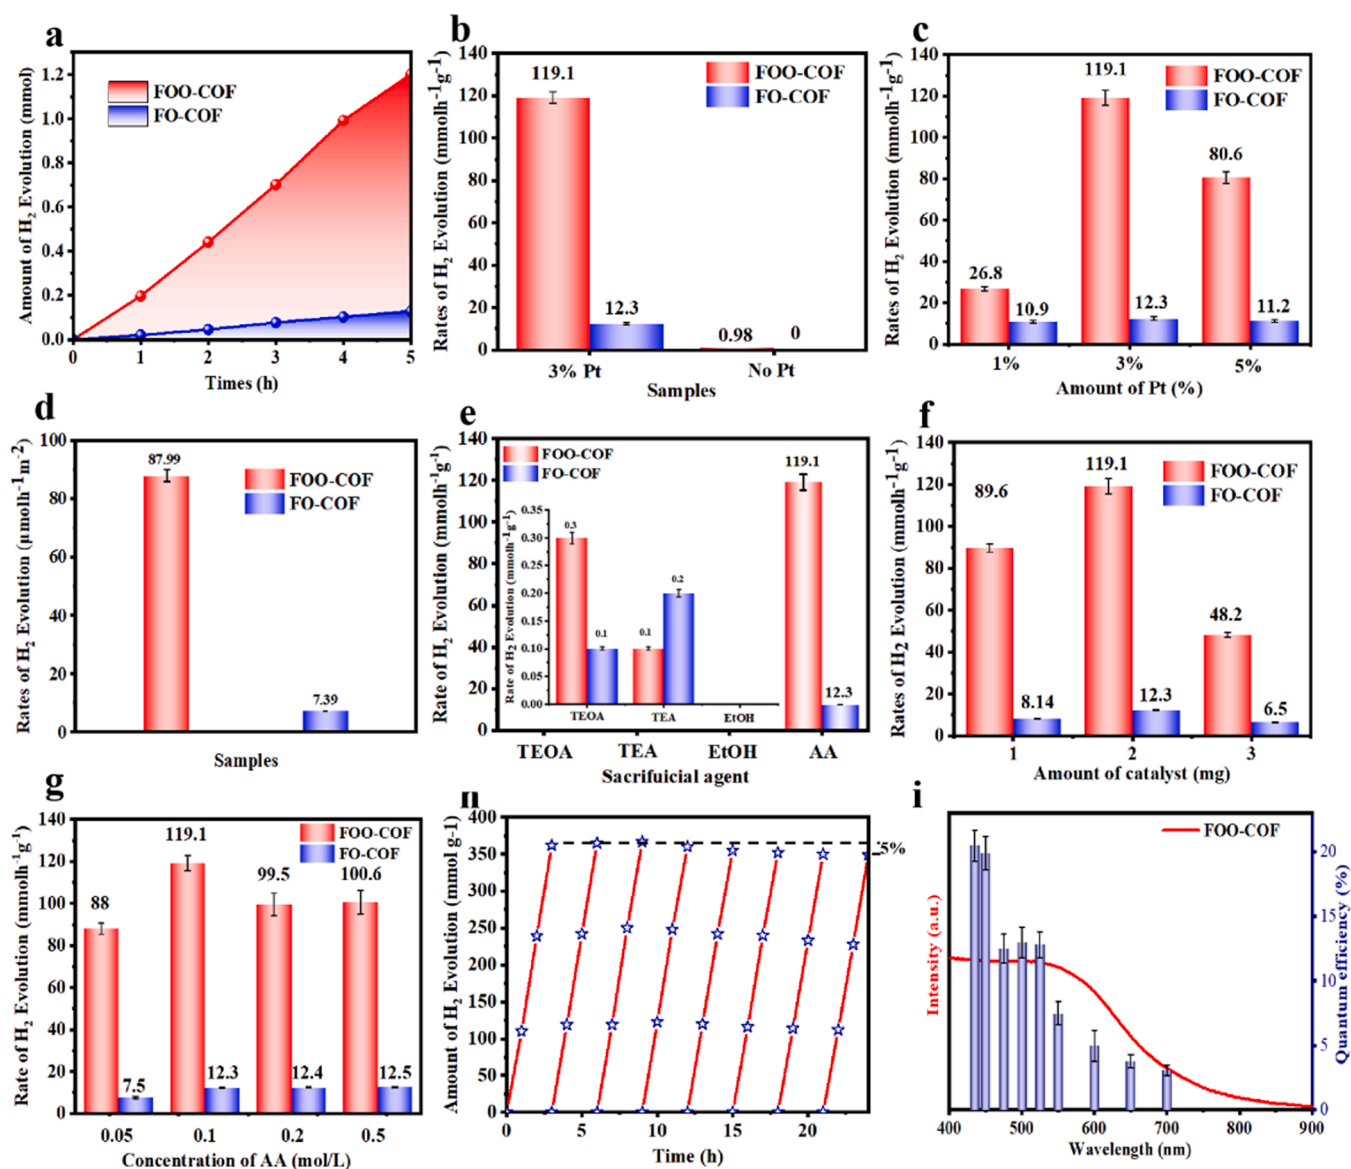 a
Amount of H2 Evolution (mmol)
1.2
1.0
0.8
0.6
0.4
0.2
0.0
FOO-COF
FO-COF
0 1 2 3 4 5
Times (h)
b
Rates of H2 Evolution (mmolh-1g-1)
140
120
100
80
60
40
20
0
FOO-COF
FO-COF
119.1
12.3
0.98
0
3% Pt No Pt
Samples
c
Rates of H2 Evolution (mmolh-1g-1)
140
120
100
80
60
40
20
0
FOO-COF
FO-COF
26.8
10.9
119.1
12.3
80.6
11.2
1% 3% 5%
Amount of Pt (%)
d
Rates of H2 Evolution (μmolh-1m-2)
100
80
60
40
20
0
FOO-COF
FO-COF
87.99
7.39
Samples
e
Rate of H2 Evolution (mmolh-1g-1)
140
120
100
80
60
40
20
0
FOO-COF
FO-COF
119.1
12.3
Rate of H2 Evolution (mmolh-1g-1)
0.35
0.30
0.25
0.20
0.15
0.10
0.05
0.00
0.3
0.1
0.1
0.2
TEOA TEA EtOH
TEOA TEA EtOH AA
Sacrifuicial agent
f
Rates of H2 Evolution (mmolh-1g-1)
140
120
100
80
60
40
20
0
FOO-COF
FO-COF
89.6
8.14
119.1
12.3
48.2
6.5
1 2 3
Amount of catalyst (mg)
g
Rate of H2 Evolution (mmolh-1g-1)
140
120
100
80
60
40
20
0
FOO-COF
FO-COF
88
7.5
119.1
12.3
99.5
12.4
100.6
12.5
0.05 0.1 0.2 0.5
Concentration of AA (mol/L)
h
Amount of H2 Evolution (mmol g-1)
400
350
300
250
200
150
100
50
0
5%
0 5 10 15 20
Time (h)
i
Intensity (a.u.)
FOO-COF
Quantum efficiency (%)
20
15
10
5
0
400 500 600 700 800 900
Wavelength (nm)